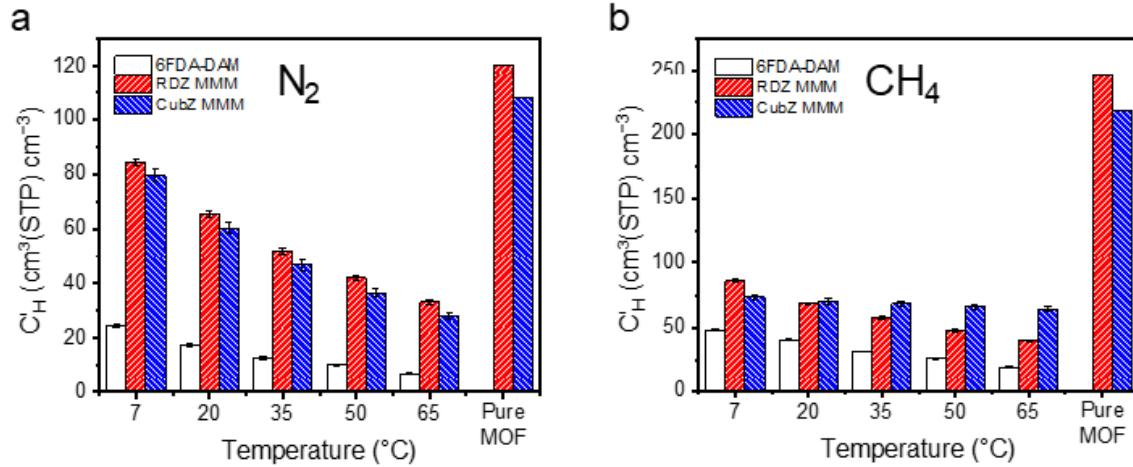 a
C'H (cm³(STP) cm⁻³)
120
100
80
60
40
20
0
6FDA-DAM
RDZ MMM
CubZ MMM
N₂
7 20 35 50 65 Pure
MOF
Temperature (°C)
b
C'H (cm³(STP) cm⁻³)
250
200
150
100
50
0
6FDA-DAM
RDZ MMM
CubZ MMM
CH₄
7 20 35 50 65 Pure
MOF
Temperature (°C)